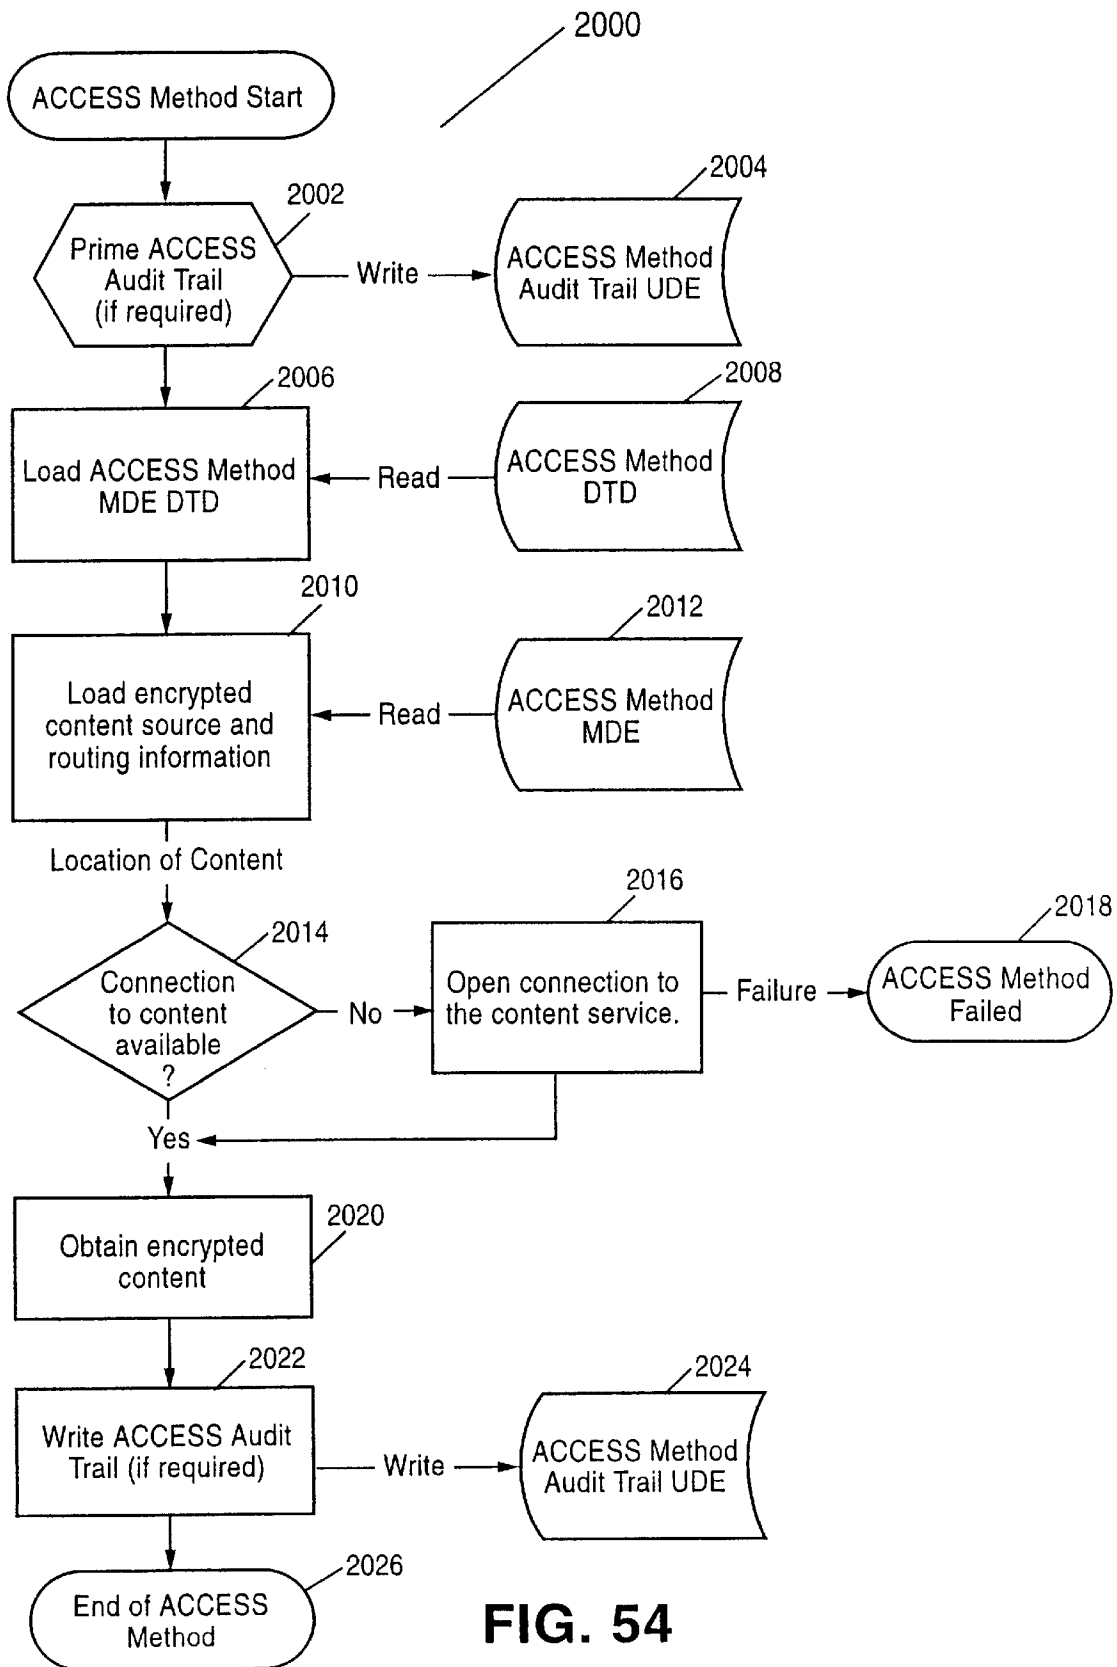 2000
ACCESS Method Start
2002
Prime ACCESS
Audit Trail
(if required)
Write
2004
ACCESS Method
Audit Trail UDE
2006
Load ACCESS Method
MDE DTD
Read
2008
ACCESS Method
DTD
2010
Load encrypted
content source and
routing information
Read
2012
ACCESS Method
MDE
Location of Content
2014
Connection
to content
available
?
No
2016
Open connection to
the content service.
Failure
2018
ACCESS Method
Failed
Yes
2020
Obtain encrypted
content
2022
Write ACCESS Audit
Trail (if required)
Write
2024
ACCESS Method
Audit Trail UDE
2026
End of ACCESS
Method
FIG. 54